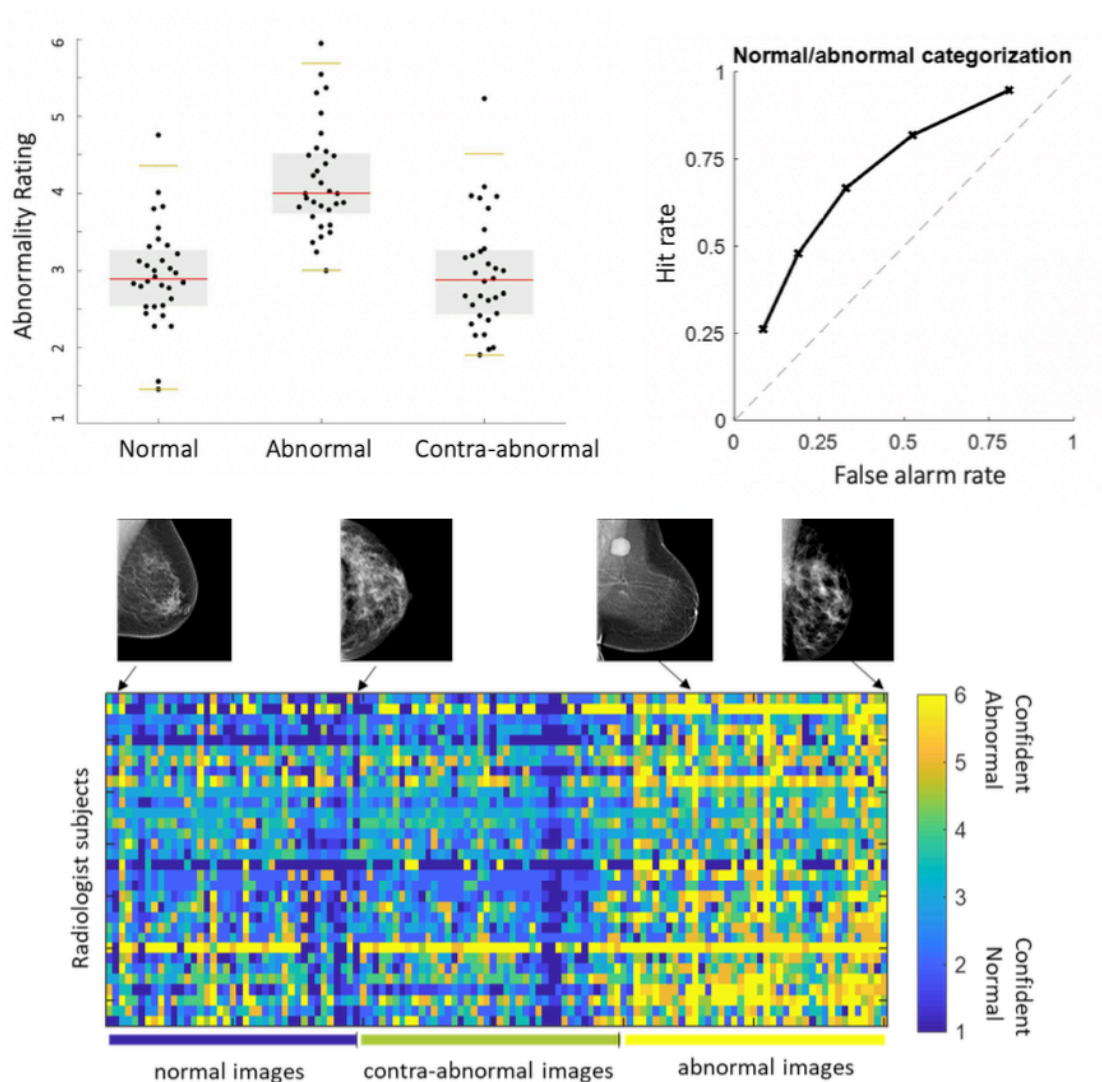 6
5
4
3
2
1
Abnormality Rating
Normal
Abnormal
Contra-abnormal
Normal/abnormal categorization
1
0.75
0.5
0.25
0
Hit rate
0
0.25
0.5
0.75
1
False alarm rate
Radiologist subjects
normal images
contra-abnormal images
abnormal images
6
5
4
3
2
1
Confident
Abnormal
Confident
Normal